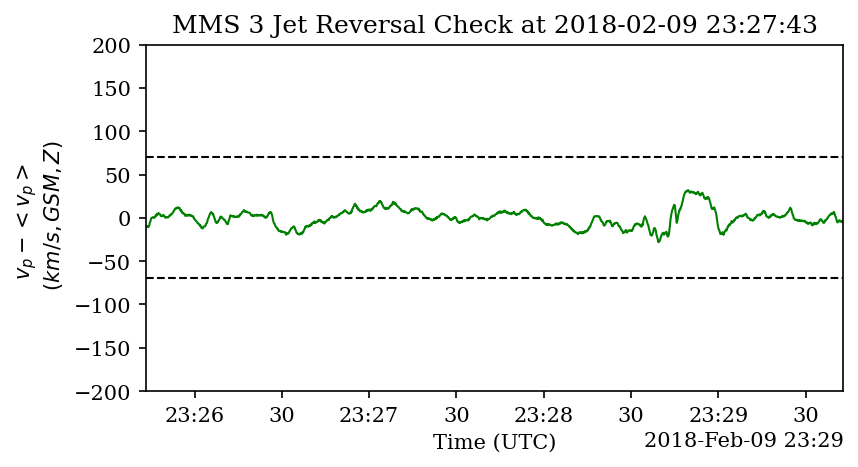 MMS 3 Jet Reversal Check at 2018-02-09 23:27:43
200
150
100
50
0
−50
−100
−150
−200
v_p − < v_p >
(km/s, GSM, Z)
23:26 30 23:27 30 23:28 30 23:29 30
Time (UTC)
2018-Feb-09 23:29